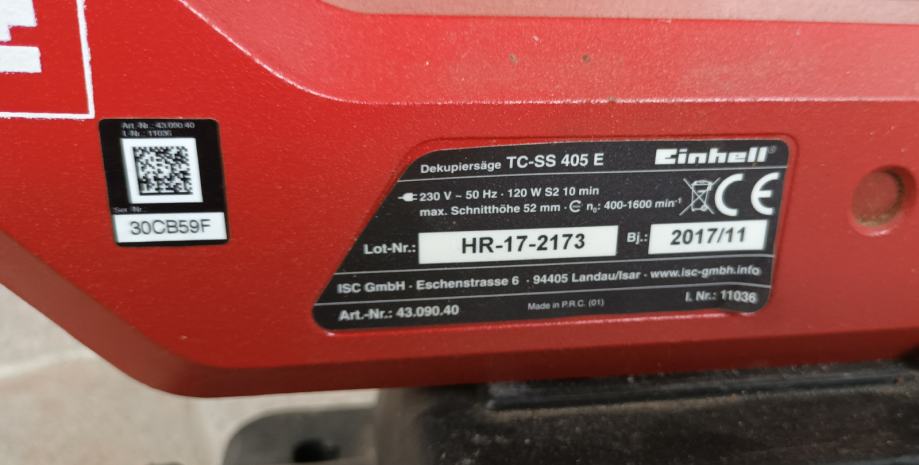 Art.-Nr.: 43.090.40
I.-Nr.: 11036
Ser.-Nr.
30CB59F
Dekupiersäge TC-SS 405 E
Einhell®
230 V ~ 50 Hz · 120 W S2 10 min
max. Schnitthöhe 52 mm · n₀: 400-1600 min⁻¹
CE
Lot-Nr.: HR-17-2173 Bj.: 2017/11
ISC GmbH · Eschenstrasse 6 · 94405 Landau/Isar · www.isc-gmbh.info
Art.-Nr.: 43.090.40 Made in P.R.C. (01) I. Nr.: 11036